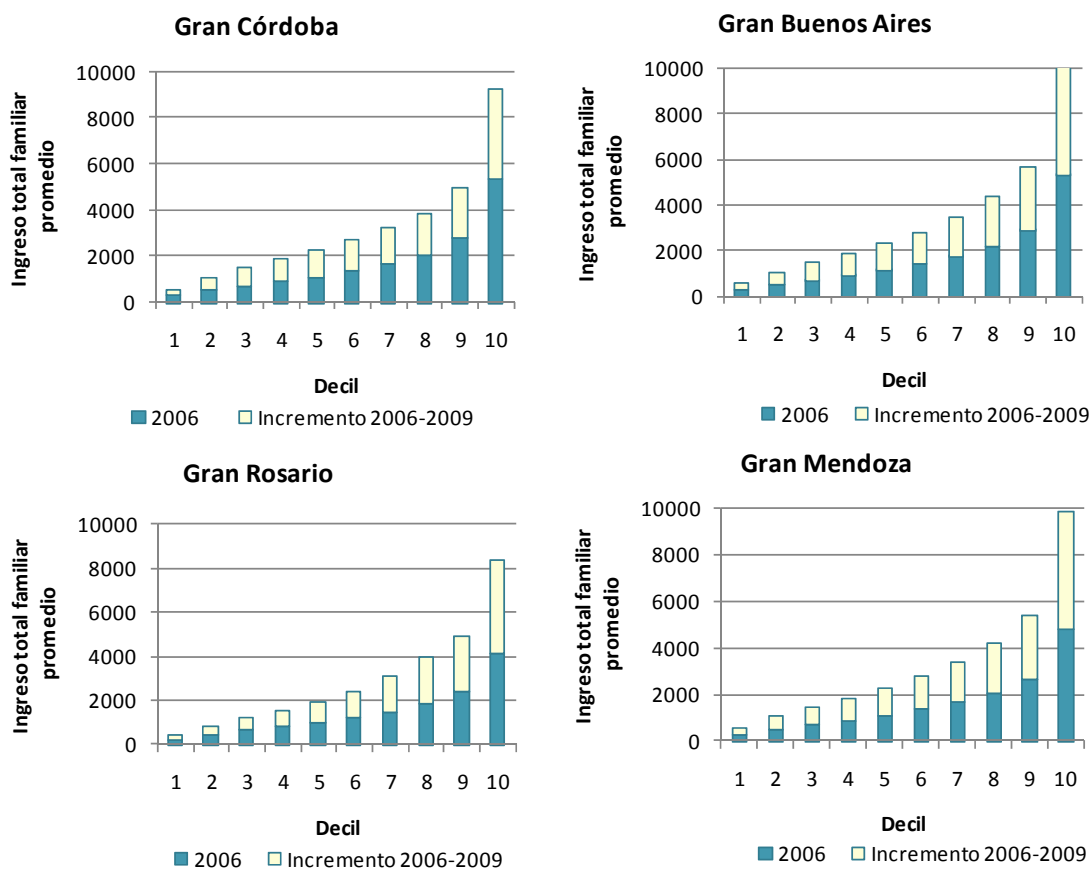 Gran Córdoba
Ingreso total familiar
promedio
10000
8000
6000
4000
2000
0
1 2 3 4 5 6 7 8 9 10
Decil
2006 Incremento 2006-2009
Gran Buenos Aires
Ingreso total familiar
promedio
10000
8000
6000
4000
2000
0
1 2 3 4 5 6 7 8 9 10
Decil
2006 Incremento 2006-2009
Gran Rosario
Ingreso total familiar
promedio
10000
8000
6000
4000
2000
0
1 2 3 4 5 6 7 8 9 10
Decil
2006 Incremento 2006-2009
Gran Mendoza
Ingreso total familiar
promedio
10000
8000
6000
4000
2000
0
1 2 3 4 5 6 7 8 9 10
Decil
2006 Incremento 2006-2009